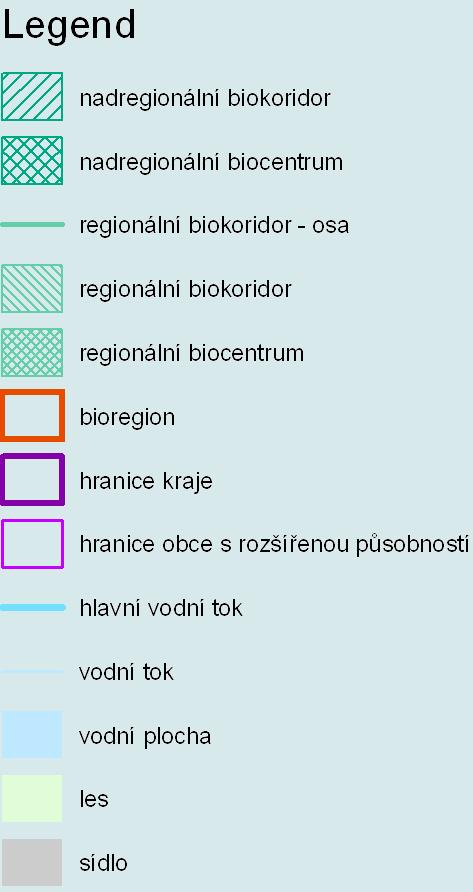 Legend
nadregionální biokoridor
nadregionální biocentrum
regionální biokoridor - osa
regionální biokoridor
regionální biocentrum
bioregion
hranice kraje
hranice obce s rozšířenou působností
hlavní vodní tok
vodní tok
vodní plocha
les
sídlo